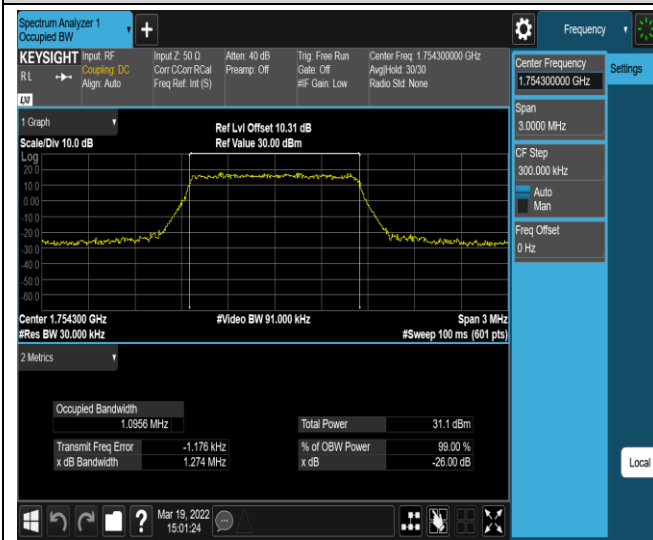 Spectrum Analyzer 1
Occupied BW
Frequency
KEYSIGHT
RL
LXI
Input: RF
Coupling: DC
Align: Auto
Input Z: 50 Ω
Corr CCorr RCal
Freq Ref: Int (S)
Atten: 40 dB
Preamp: Off
Trig: Free Run
Gate: Off
#IF Gain: Low
Center Freq: 1.754300000 GHz
Avg|Hold: 30/30
Radio Std: None
Center Frequency
1.754300000 GHz
Settings
Span
3.0000 MHz
CF Step
300.000 kHz
Auto
Man
Freq Offset
0 Hz
1 Graph
Scale/Div 10.0 dB
Ref Lvl Offset 10.31 dB
Ref Value 30.00 dBm
Log
20.0
10.0
0.00
-10.0
-20.0
-30.0
-40.0
-50.0
-60.0
Center 1.754300 GHz
#Video BW 91.000 kHz
Span 3 MHz
#Res BW 30.000 kHz
#Sweep 100 ms (601 pts)
2 Metrics
Occupied Bandwidth
1.0956 MHz
Total Power 31.1 dBm
Transmit Freq Error -1.176 kHz
% of OBW Power 99.00 %
x dB Bandwidth 1.274 MHz
x dB -26.00 dB
Local
?
Mar 19, 2022
15:01:24